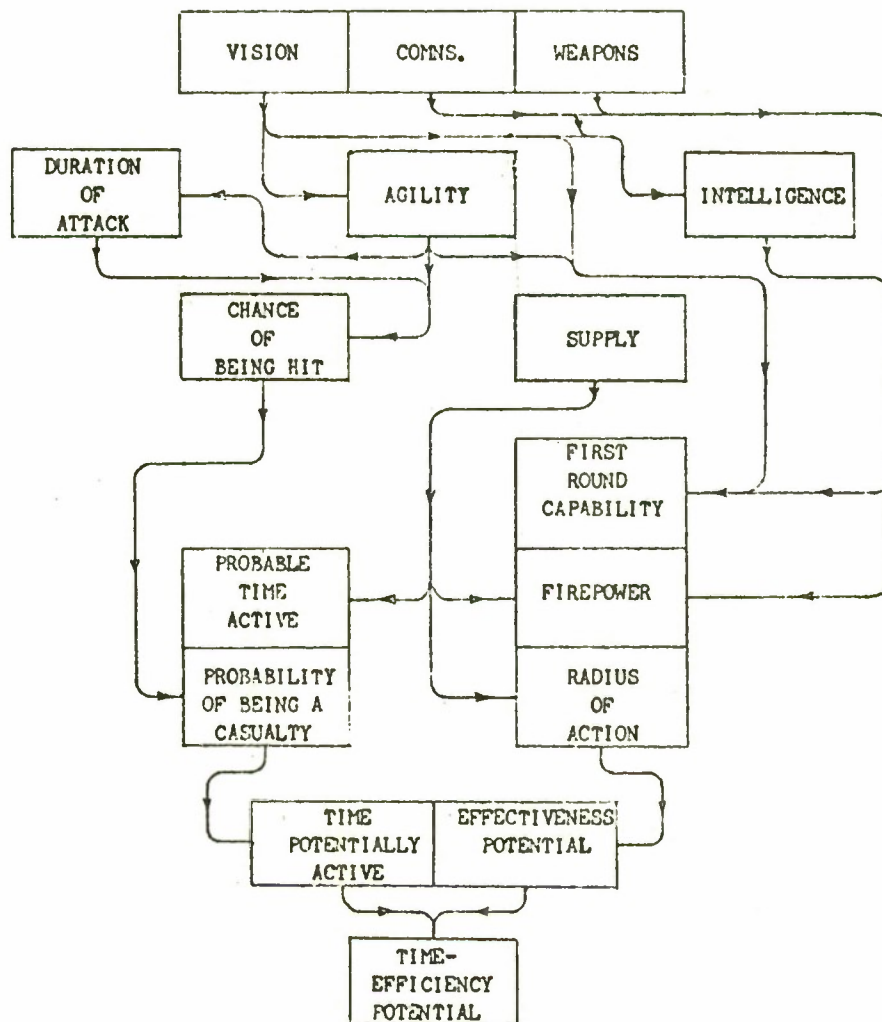 VISION
COMNS.
WEAPONS
DURATION
OF
ATTACK
AGILITY
INTELLIGENCE
CHANCE
OF
BEING HIT
SUPPLY
FIRST
ROUND
CAPABILITY
PROBABLE
TIME
ACTIVE
FIREPOWER
PROBABILITY
OF BEING A
CASUALTY
RADIUS
OF
ACTION
TIME
POTENTIALLY
ACTIVE
EFFECTIVENESS
POTENTIAL
TIME-
EFFICIENCY
POTENTIAL